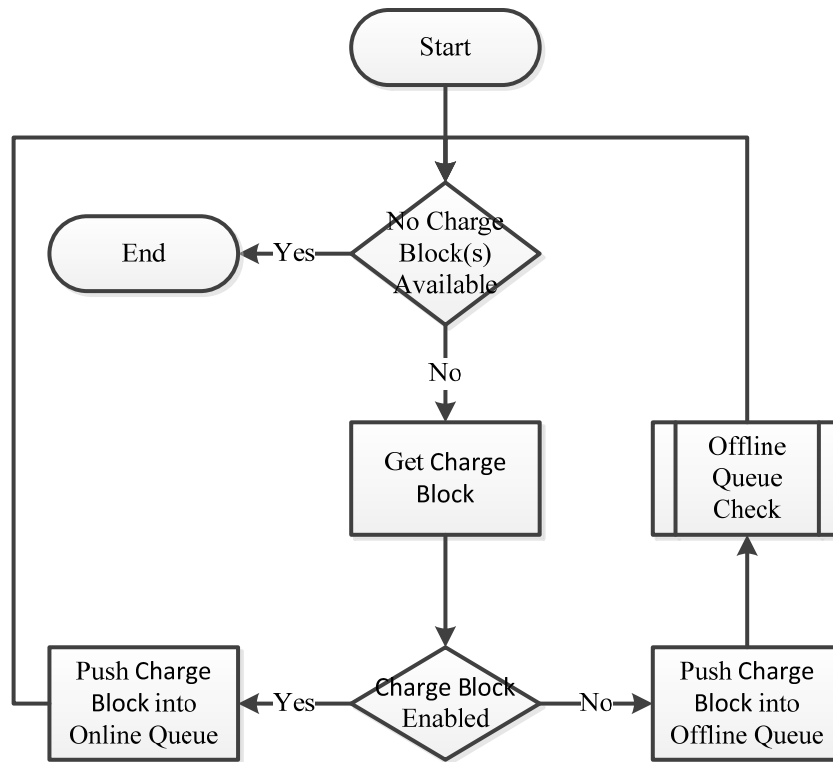 Start
No Charge
Block(s)
Available
Yes
End
No
Get Charge
Block
Offline
Queue
Check
Charge Block
Enabled
Yes
No
Push Charge
Block into
Online Queue
Push Charge
Block into
Offline Queue